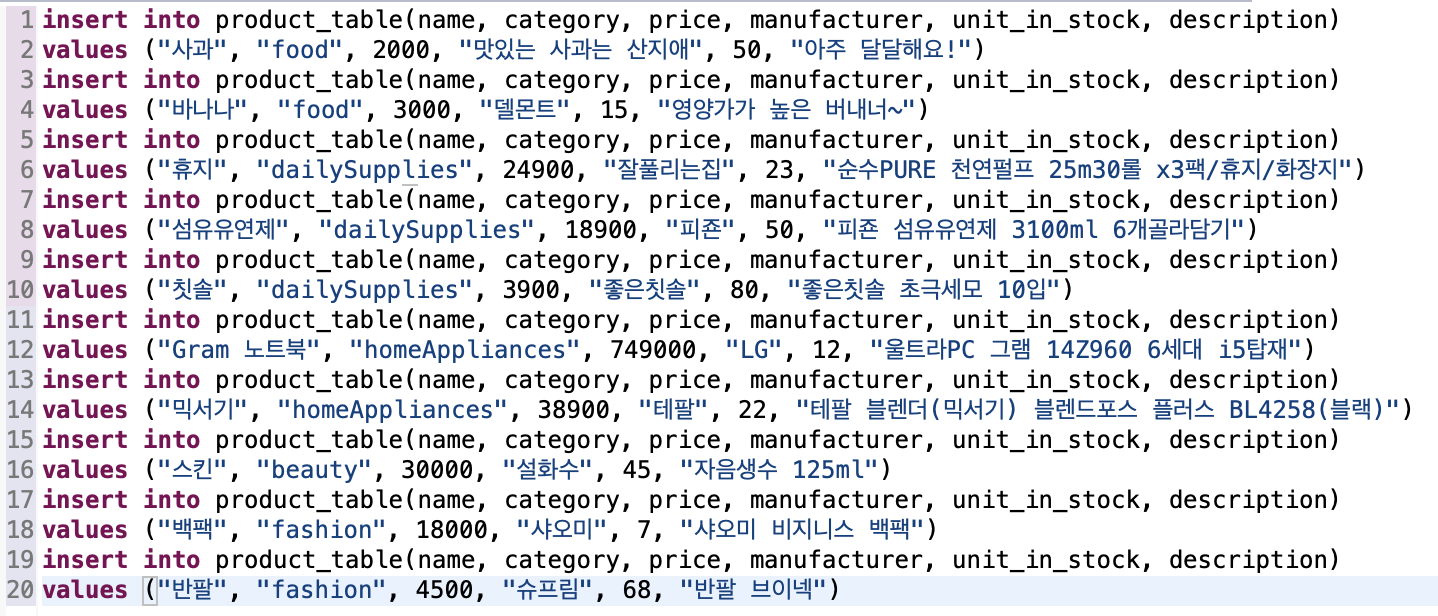 1 insert into product_table(name, category, price, manufacturer, unit_in_stock, description)
2 values ("사과", "food", 2000, "맛있는 사과는 산지애", 50, "아주 달달해요!")
3 insert into product_table(name, category, price, manufacturer, unit_in_stock, description)
4 values ("바나나", "food", 3000, "델몬트", 15, "영양가가 높은 버내너~")
5 insert into product_table(name, category, price, manufacturer, unit_in_stock, description)
6 values ("휴지", "dailySupplies", 24900, "잘풀리는집", 23, "순수PURE 천연펄프 25m30롤 x3팩/휴지/화장지")
7 insert into product_table(name, category, price, manufacturer, unit_in_stock, description)
8 values ("섬유유연제", "dailySupplies", 18900, "피죤", 50, "피죤 섬유유연제 3100ml 6개골라담기")
9 insert into product_table(name, category, price, manufacturer, unit_in_stock, description)
10 values ("칫솔", "dailySupplies", 3900, "좋은칫솔", 80, "좋은칫솔 초극세모 10입")
11 insert into product_table(name, category, price, manufacturer, unit_in_stock, description)
12 values ("Gram 노트북", "homeAppliances", 749000, "LG", 12, "울트라PC 그램 14Z960 6세대 i5탑재")
13 insert into product_table(name, category, price, manufacturer, unit_in_stock, description)
14 values ("믹서기", "homeAppliances", 38900, "테팔", 22, "테팔 블렌더(믹서기) 블렌드포스 플러스 BL4258(블랙)")
15 insert into product_table(name, category, price, manufacturer, unit_in_stock, description)
16 values ("스킨", "beauty", 30000, "설화수", 45, "자음생수 125ml")
17 insert into product_table(name, category, price, manufacturer, unit_in_stock, description)
18 values ("백팩", "fashion", 18000, "샤오미", 7, "샤오미 비지니스 백팩")
19 insert into product_table(name, category, price, manufacturer, unit_in_stock, description)
20 values ("반팔", "fashion", 4500, "슈프림", 68, "반팔 브이넥")